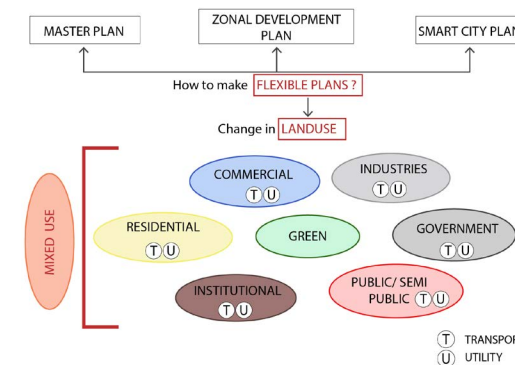 MASTER PLAN
ZONAL DEVELOPMENT
PLAN
SMART CITY PLAN
How to make FLEXIBLE PLANS ?
Change in LANDUSE
MIXED USE
COMMERCIAL
T U
INDUSTRIES
T U
RESIDENTIAL
T U
GREEN
GOVERNMENT
T U
INSTITUTIONAL
T U
PUBLIC/ SEMI
PUBLIC T U
T TRANSPOR
U UTILITY